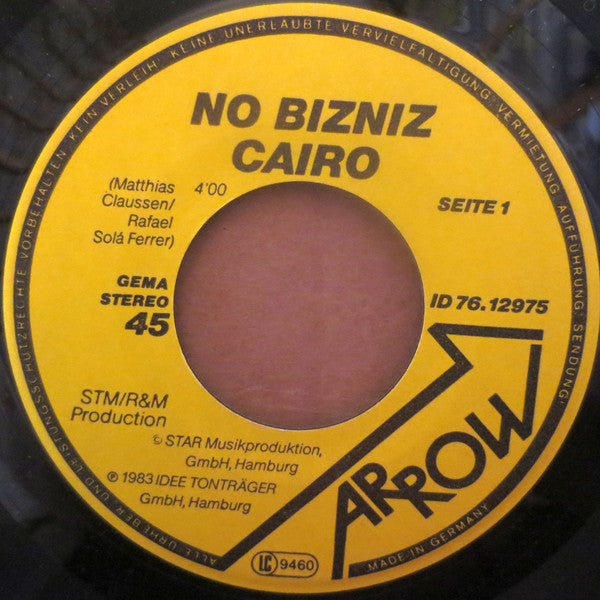 ALLE URHEBER- UND LEISTUNGSSCHUTZRECHTE VORBEHALTEN· KEIN VERLEIH! KEINE UNERLAUBTE VERVIELFÄLTIGUNG! VERMIETUNG! AUFFÜHRUNG! SENDUNG!
NO BIZNIZ
CAIRO
(Matthias 4'00
Claussen/
Rafael
Solá Ferrer)
SEITE 1
GEMA
STEREO
45
ID 76.12975
STM/R&M
Production
© STAR Musikproduktion,
GmbH, Hamburg
℗ 1983 IDEE TONTRÄGER
GmbH, Hamburg
ARROW
LC 9460
MADE IN GERMANY